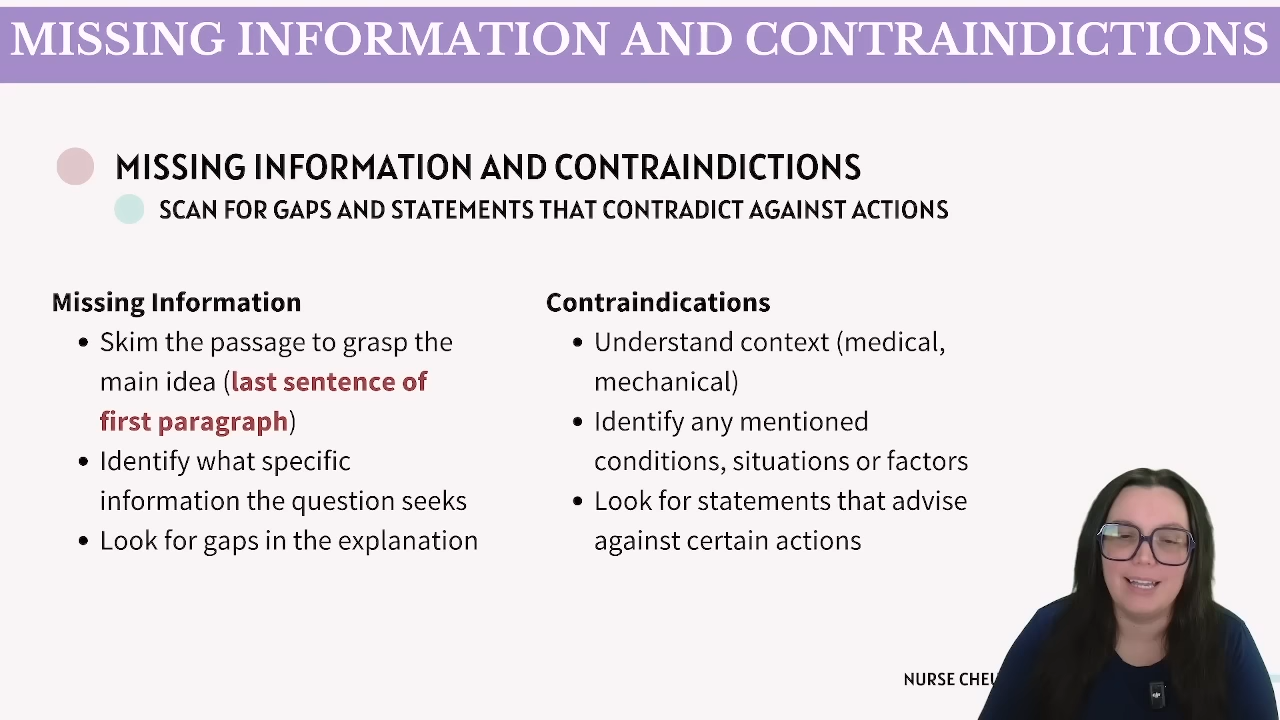 MISSING INFORMATION AND CONTRAINDICTIONS
MISSING INFORMATION AND CONTRAINDICTIONS
SCAN FOR GAPS AND STATEMENTS THAT CONTRADICT AGAINST ACTIONS
Missing Information
• Skim the passage to grasp the
main idea (last sentence of
first paragraph)
• Identify what specific
information the question seeks
• Look for gaps in the explanation
Contraindications
• Understand context (medical,
mechanical)
• Identify any mentioned
conditions, situations or factors
• Look for statements that advise
against certain actions
NURSE